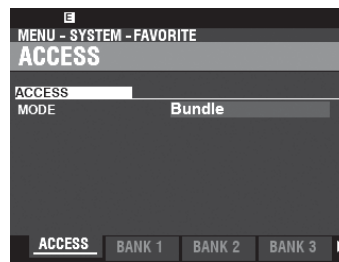 E
MENU - SYSTEM - FAVORITE
ACCESS
ACCESS
MODE Bundle
ACCESS BANK 1 BANK 2 BANK 3